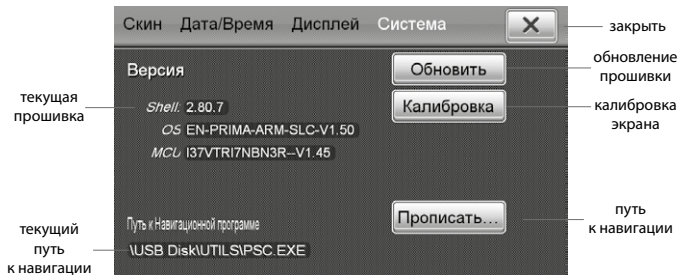 Скин Дата/Время Дисплей Система
закрыть
Версия
Обновить
обновление
прошивки
текущая
прошивка
Shell: 2.80.7
OS EN-PRIMA-ARM-SLC-V1.50
MCU I37VTRI7NBN3R--V1.45
Калибровка
калибровка
экрана
Путь к Навигационной программе
Прописать...
путь
к навигации
текущий
путь
к навигации
\USB Disk\UTILS\PSC.EXE